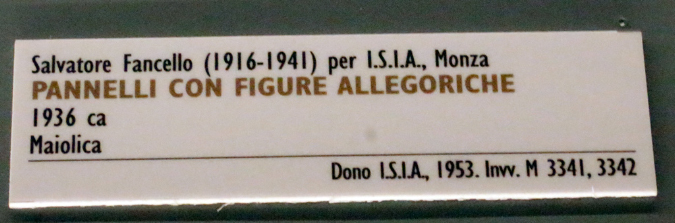 Salvatore Fancello (1916-1941) per I.S.I.A., Monza
PANNELLI CON FIGURE ALLEGORICHE
1936 ca
Maiolica
Dono I.S.I.A., 1953. Invv. M 3341, 3342